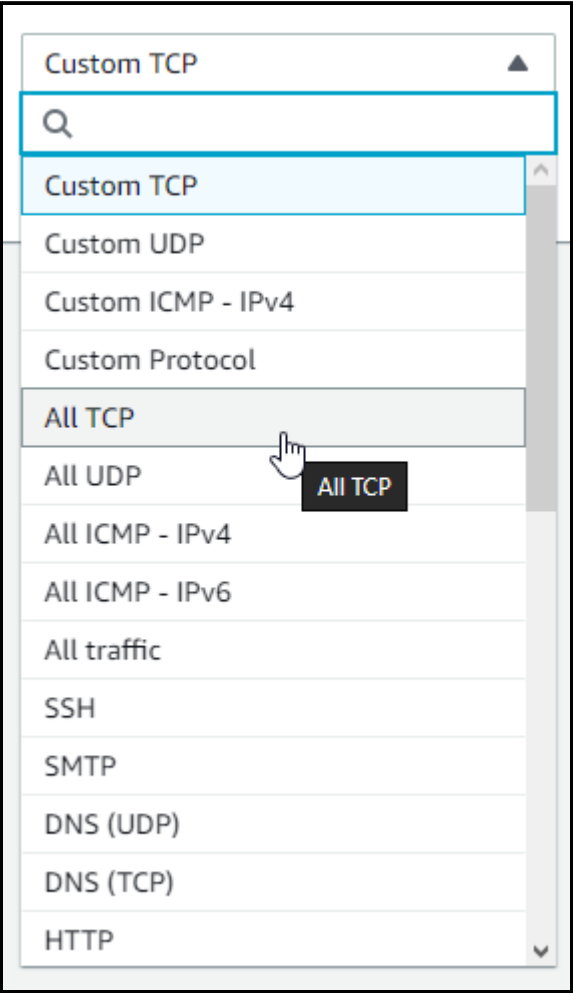 Custom TCP
Custom TCP
Custom UDP
Custom ICMP - IPv4
Custom Protocol
All TCP
All UDP
All TCP
All ICMP - IPv4
All ICMP - IPv6
All traffic
SSH
SMTP
DNS (UDP)
DNS (TCP)
HTTP